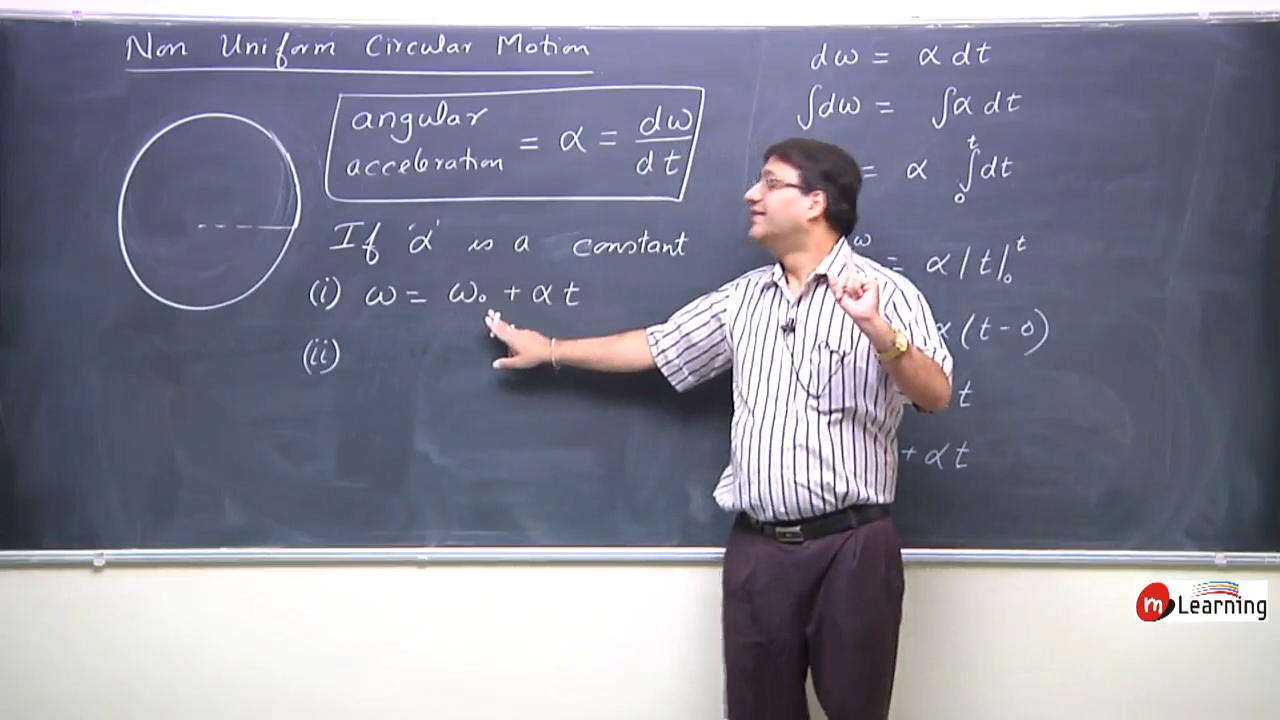 Non Uniform Circular Motion
angular acceleration = α = dω/dt
If 'α' is a constant
(i) ω = ω₀ + αt
(ii)
dω = α dt
∫dω = ∫α dt
= α ∫₀ᵗ dt
ω = α |t|₀ᵗ
α (t - 0)
t
+ αt
m Learning